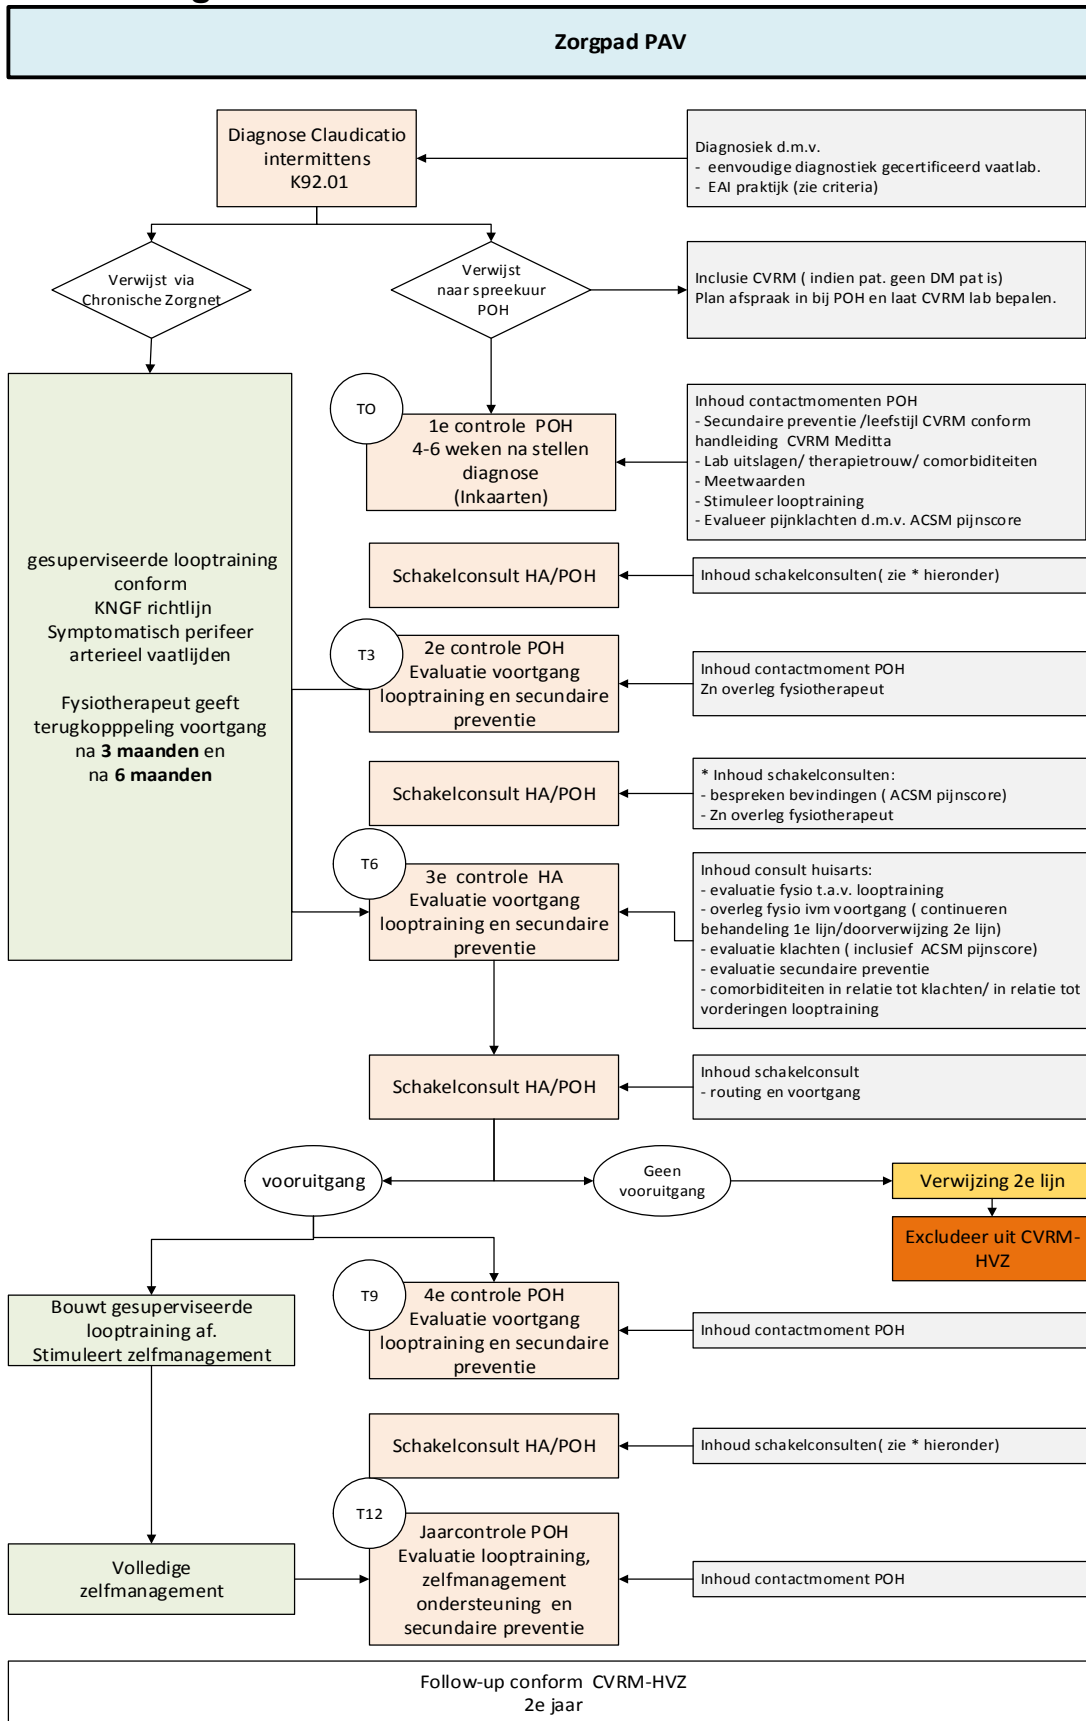 Zorgpad PAV
Diagnose Claudicatio
intermittens
K92.01
Diagnosiek d.m.v.
- eenvoudige diagnostiek gecertificeerd vaatlab.
- EAI praktijk (zie criteria)
Verwijst via
Chronische Zorgnet
Verwijst
naar spreekuur
POH
Inclusie CVRM ( indien pat. geen DM pat is)
Plan afspraak in bij POH en laat CVRM lab bepalen.
T0
1e controle POH
4-6 weken na stellen
diagnose
(Inkaarten)
Inhoud contactmomenten POH
- Secundaire preventie /leefstijl CVRM conform
handleiding CVRM Meditta
- Lab uitslagen/ therapietrouw/ comorbiditeiten
- Meetwaarden
- Stimuleer looptraining
- Evalueer pijnklachten d.m.v. ACSM pijnscore
gesuperviseerde looptraining
conform
KNGF richtlijn
Symptomatisch perifeer
arterieel vaatlijden
Fysiotherapeut geeft
terugkopppeling voortgang
na 3 maanden en
na 6 maanden
Schakelconsult HA/POH
Inhoud schakelconsulten( zie * hieronder)
T3
2e controle POH
Evaluatie voortgang
looptraining en secundaire
preventie
Inhoud contactmoment POH
Zn overleg fysiotherapeut
Schakelconsult HA/POH
* Inhoud schakelconsulten:
- bespreken bevindingen ( ACSM pijnscore)
- Zn overleg fysiotherapeut
T6
3e controle HA
Evaluatie voortgang
looptraining en secundaire
preventie
Inhoud consult huisarts:
- evaluatie fysio t.a.v. looptraining
- overleg fysio ivm voortgang ( continueren
behandeling 1e lijn/doorverwijzing 2e lijn)
- evaluatie klachten ( inclusief ACSM pijnscore)
- evaluatie secundaire preventie
- comorbiditeiten in relatie tot klachten/ in relatie tot
vorderingen looptraining
Schakelconsult HA/POH
Inhoud schakelconsult
- routing en voortgang
vooruitgang
Geen
vooruitgang
Verwijzing 2e lijn
Excludeer uit CVRM-
HVZ
Bouwt gesuperviseerde
looptraining af.
Stimuleert zelfmanagement
T9
4e controle POH
Evaluatie voortgang
looptraining en secundaire
preventie
Inhoud contactmoment POH
Schakelconsult HA/POH
Inhoud schakelconsulten( zie * hieronder)
T12
Jaarcontrole POH
Evaluatie looptraining,
zelfmanagement
ondersteuning en
secundaire preventie
Volledige
zelfmanagement
Inhoud contactmoment POH
Follow-up conform CVRM-HVZ
2e jaar